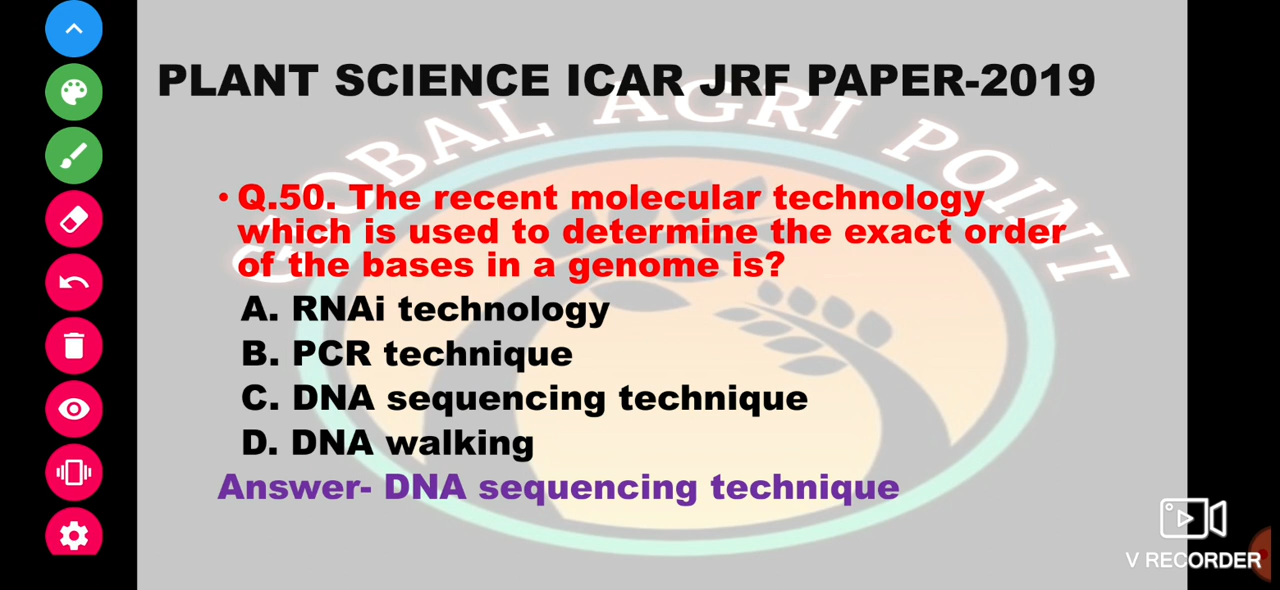 PLANT SCIENCE ICAR JRF PAPER-2019
GLOBAL AGRI POINT
• Q.50. The recent molecular technology
which is used to determine the exact order
of the bases in a genome is?
A. RNAi technology
B. PCR technique
C. DNA sequencing technique
D. DNA walking
Answer- DNA sequencing technique
V RECORDER